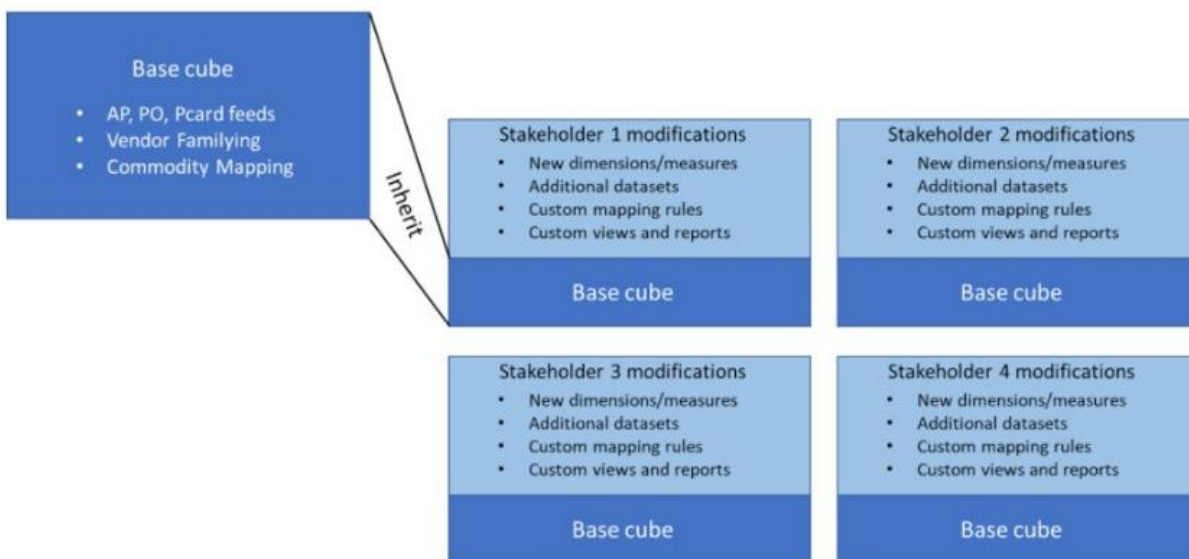 Base cube
• AP, PO, Pcard feeds
• Vendor Familying
• Commodity Mapping
Inherit
Stakeholder 1 modifications
• New dimensions/measures
• Additional datasets
• Custom mapping rules
• Custom views and reports
Base cube
Stakeholder 2 modifications
• New dimensions/measures
• Additional datasets
• Custom mapping rules
• Custom views and reports
Base cube
Stakeholder 3 modifications
• New dimensions/measures
• Additional datasets
• Custom mapping rules
• Custom views and reports
Base cube
Stakeholder 4 modifications
• New dimensions/measures
• Additional datasets
• Custom mapping rules
• Custom views and reports
Base cube